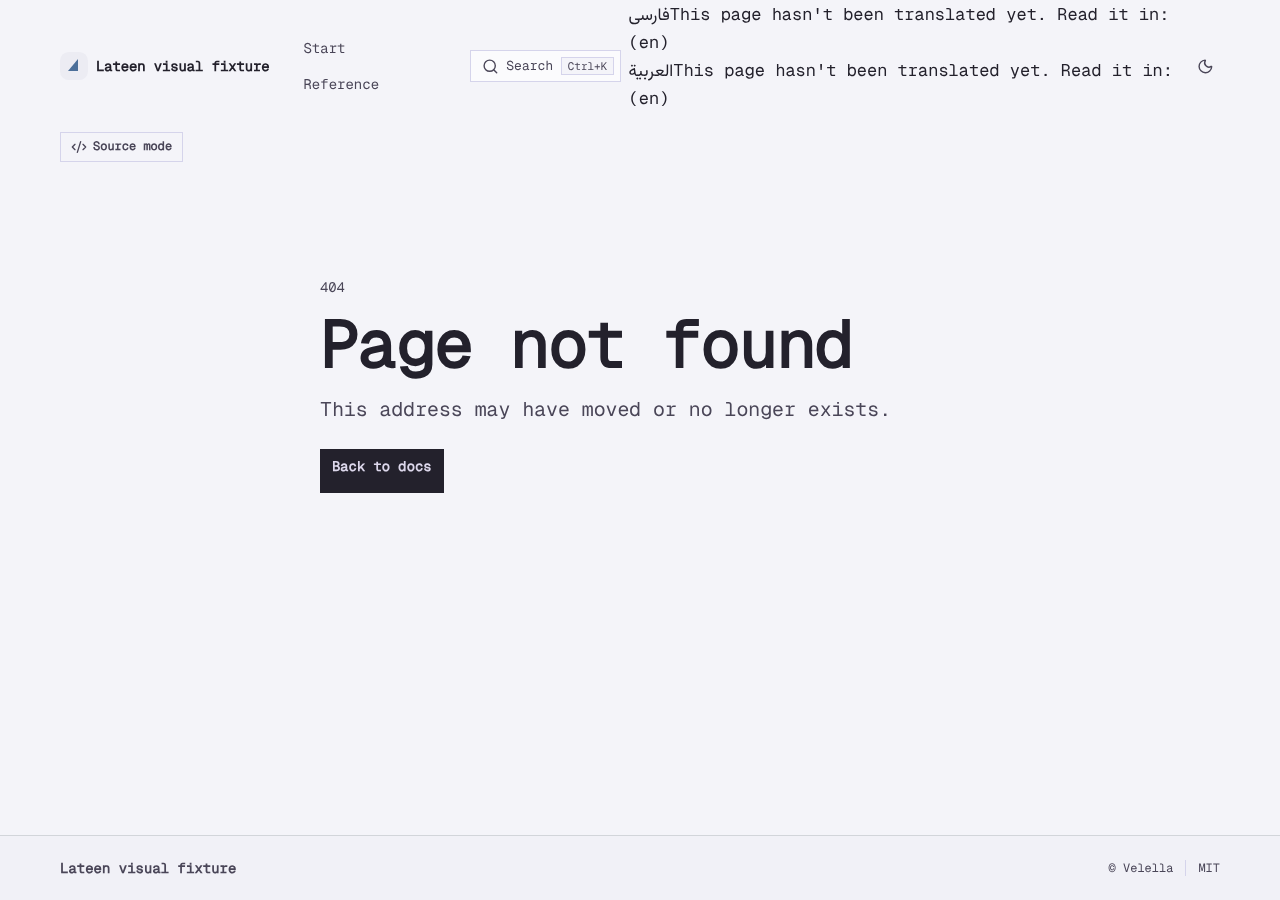 Lateen visual fixture
Start
Reference
Search Ctrl+K
فارسیThis page hasn't been translated yet. Read it in:
(en)
العربيةThis page hasn't been translated yet. Read it in:
(en)
Source mode
404
Page not found
This address may have moved or no longer exists.
Back to docs
Lateen visual fixture
© Velella
MIT